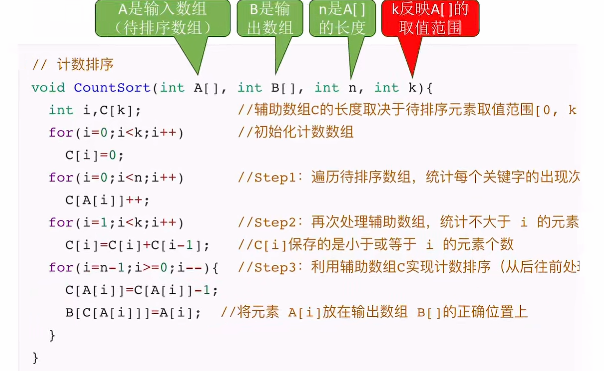 A是输入数组
（待排序数组）
B是输
出数组
n是A[]
的长度
k反映A[]的
取值范围
// 计数排序
void CountSort(int A[], int B[], int n, int k){
int i,C[k]; //辅助数组C的长度取决于待排序元素取值范围[0, k
for(i=0;i<k;i++) //初始化计数数组
C[i]=0;
for(i=0;i<n;i++) //Step1：遍历待排序数组，统计每个关键字的出现次
C[A[i]]++;
for(i=1;i<k;i++) //Step2：再次处理辅助数组，统计不大于 i 的元素
C[i]=C[i]+C[i-1]; //C[i]保存的是小于或等于 i 的元素个数
for(i=n-1;i>=0;i--){ //Step3：利用辅助数组C实现计数排序（从后往前处
C[A[i]]=C[A[i]]-1;
B[C[A[i]]]=A[i]; //将元素 A[i]放在输出数组 B[]的正确位置上
}
}